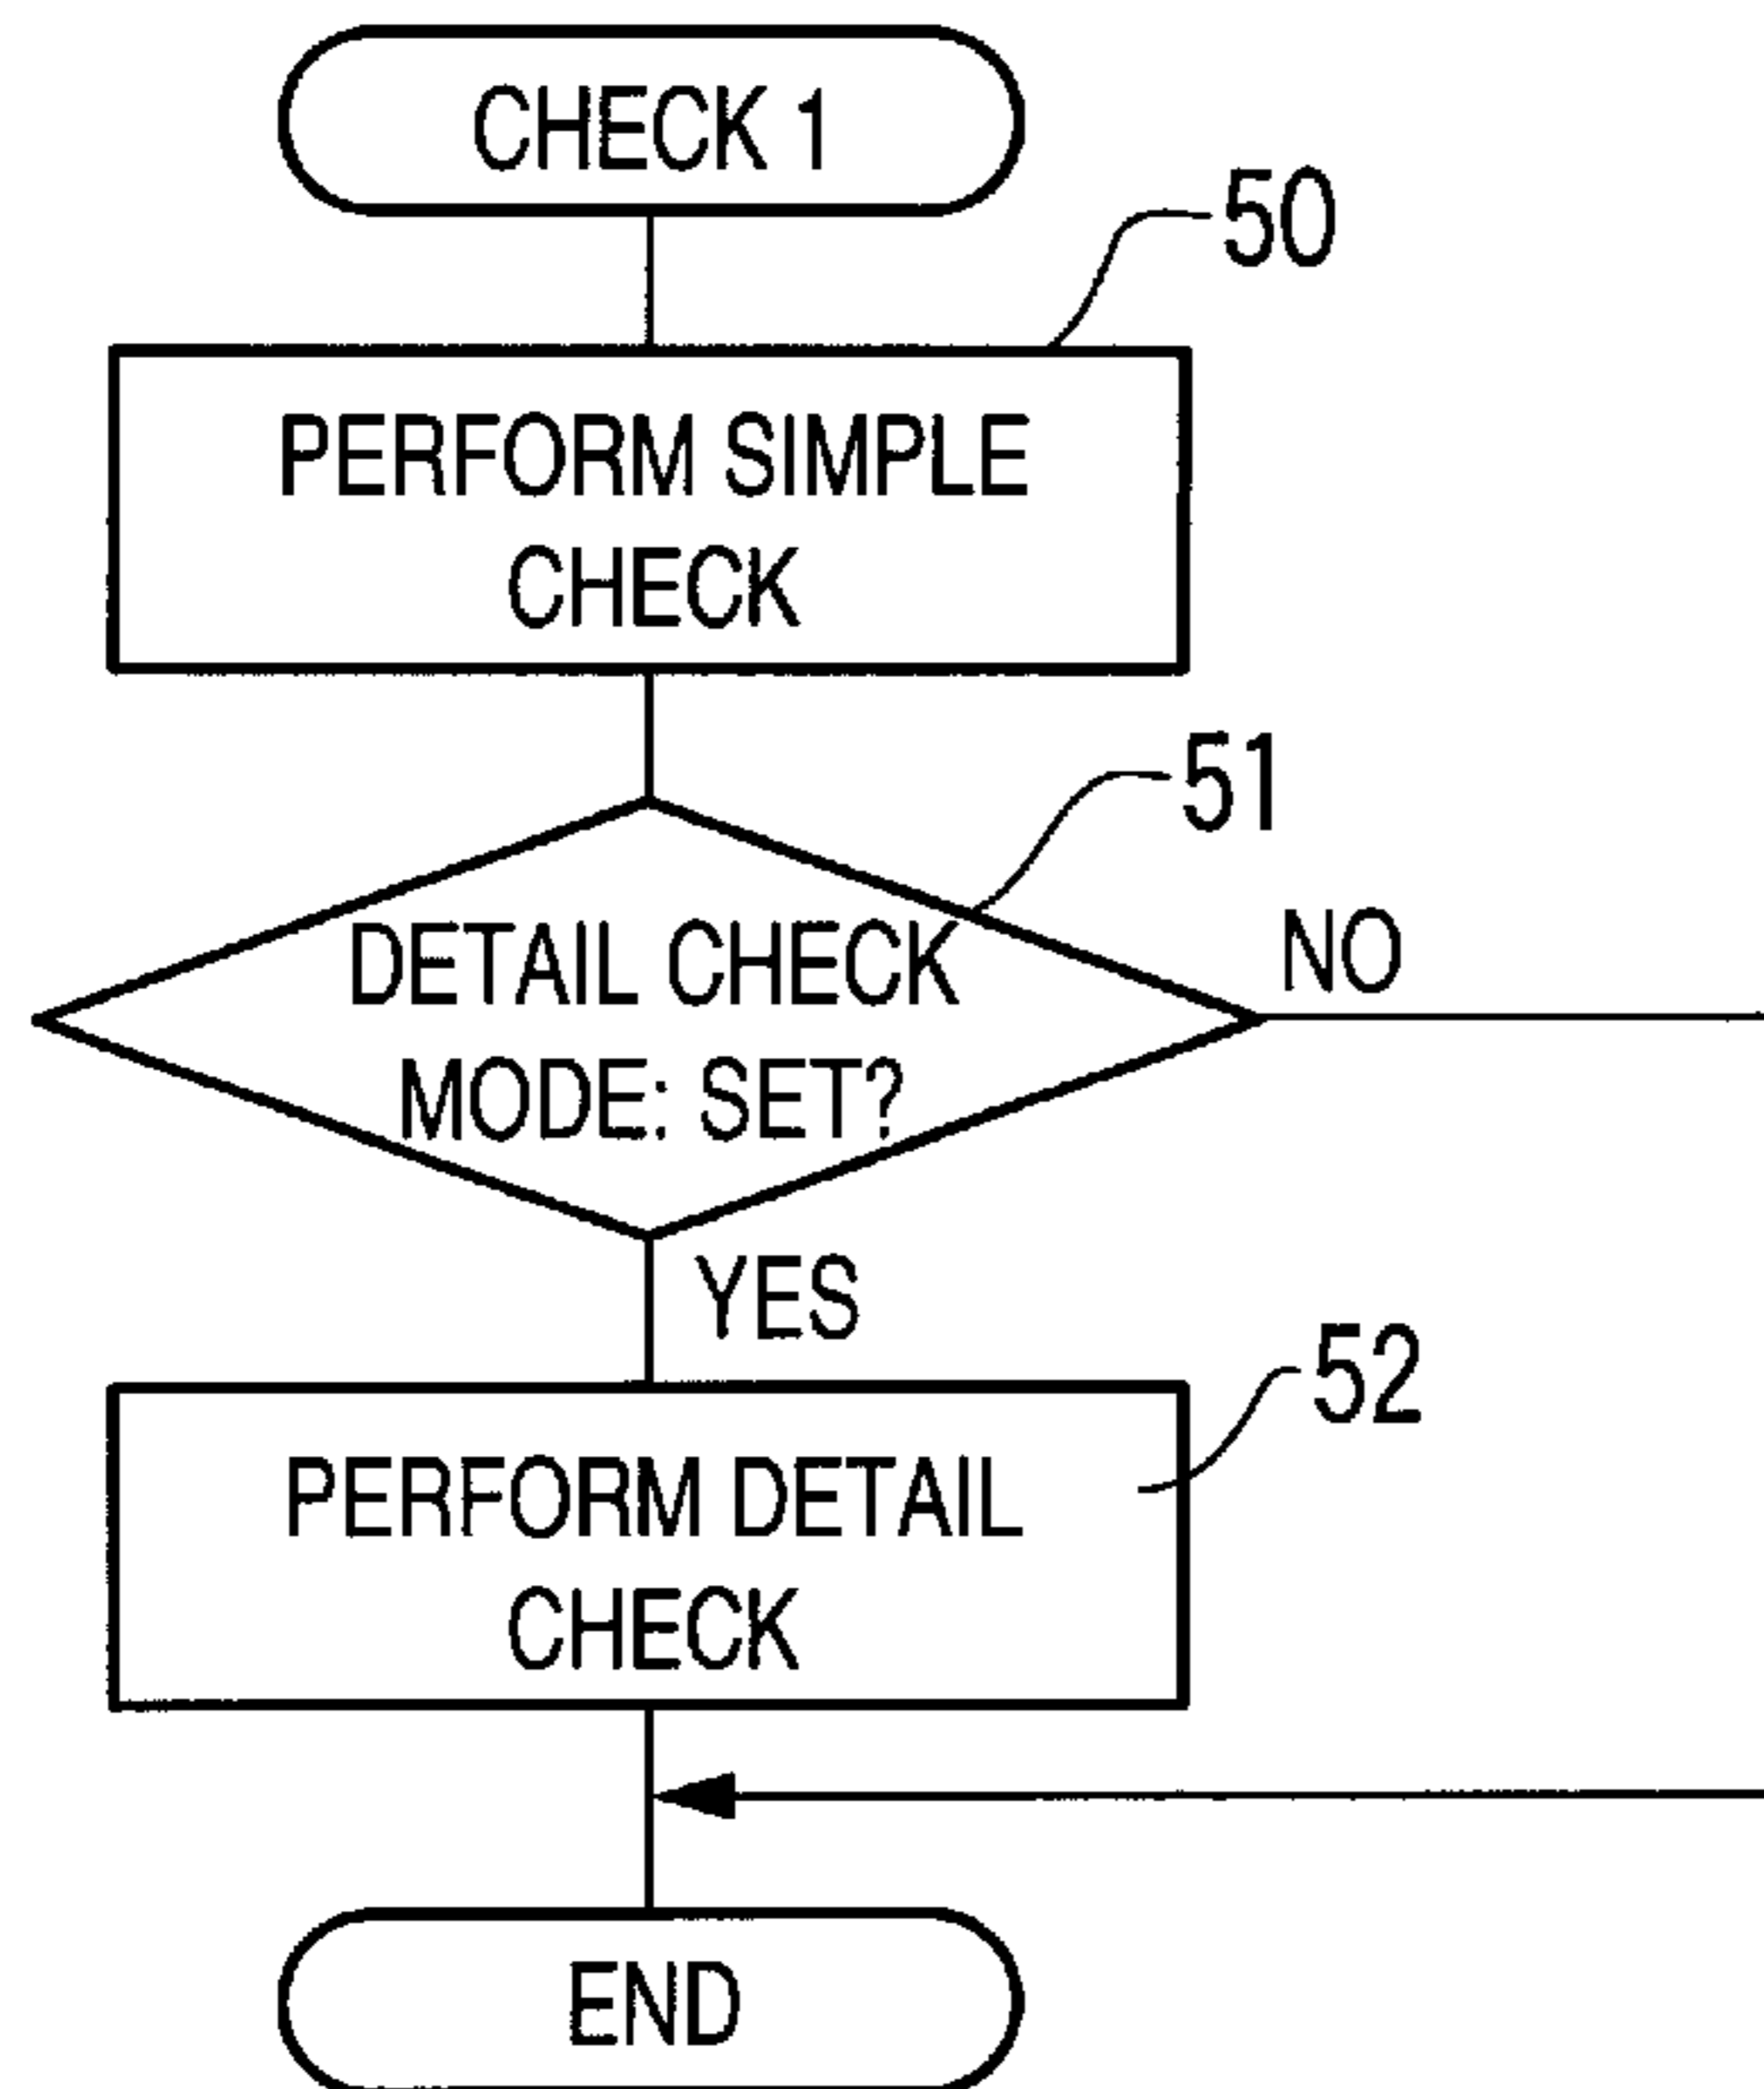 CHECK 1
50
PERFORM SIMPLE
CHECK
51
DETAIL CHECK
MODE: SET?
NO
YES
52
PERFORM DETAIL
CHECK
END